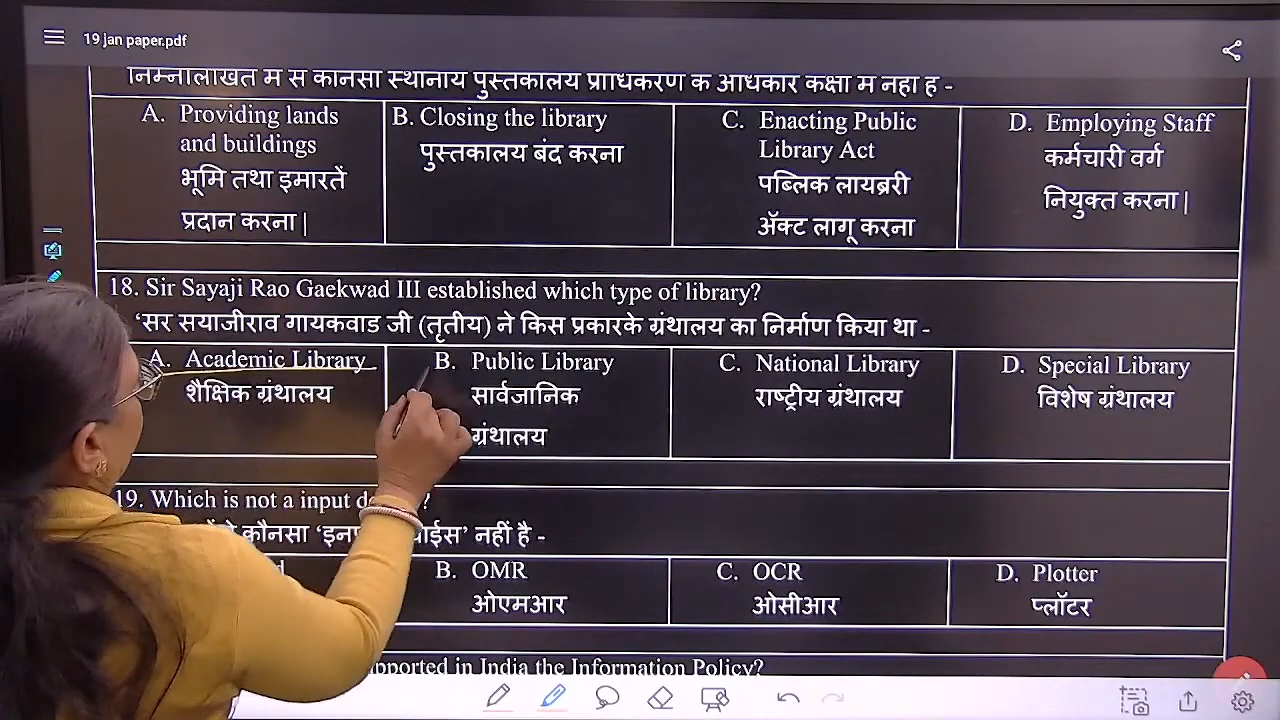 19 jan paper.pdf
निम्नलिखित में से कौनसा स्थानीय पुस्तकालय प्राधिकरण के अधिकार कक्षा में नहीं है -
A. Providing lands and buildings
भूमि तथा इमारतें
प्रदान करना|
B. Closing the library
पुस्तकालय बंद करना
C. Enacting Public Library Act
पब्लिक लायब्ररी
ॲक्ट लागू करना
D. Employing Staff
कर्मचारी वर्ग
नियुक्त करना|
18. Sir Sayaji Rao Gaekwad III established which type of library?
‘सर सयाजीराव गायकवाड जी (तृतीय) ने किस प्रकारके ग्रंथालय का निर्माण किया था -
A. Academic Library
शैक्षिक ग्रंथालय
B. Public Library
सार्वजानिक
ग्रंथालय
C. National Library
राष्ट्रीय ग्रंथालय
D. Special Library
विशेष ग्रंथालय
19. Which is not a input ?
कौनसा ‘ नहीं है -
B. OMR
ओएमआर
C. OCR
ओसीआर
D. Plotter
प्लॉटर
in India the Information Policy?